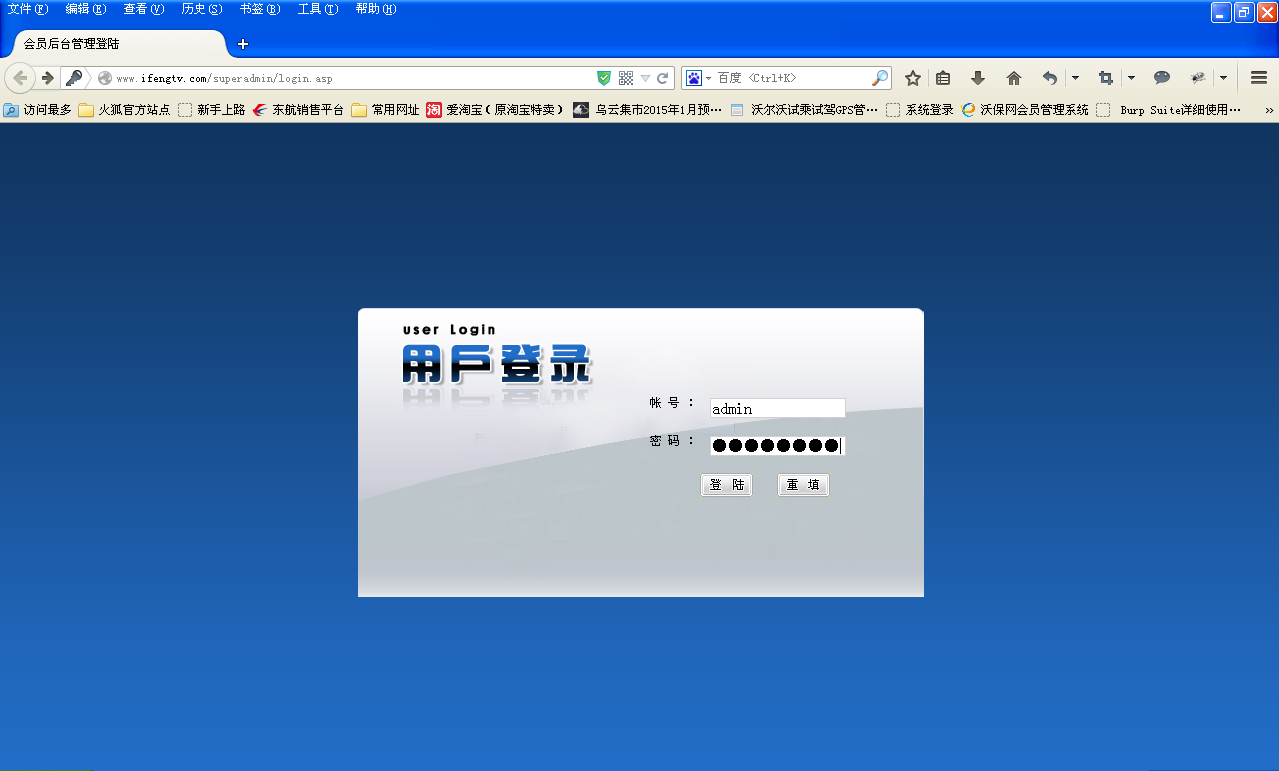 文件(F) 编辑(E) 查看(V) 历史(S) 书签(B) 工具(T) 帮助(H)
会员后台管理登陆
www.ifengtv.com/superadmin/login.asp 百度 <Ctrl+K>
访问最多 火狐官方站点 新手上路 东航销售平台 常用网址 淘 爱淘宝（原淘宝特卖） 乌云集市2015年1月预… 沃尔沃试乘试驾GPS管… 系统登录 沃保网会员管理系统 Burp Suite详细使用… »
user Login
用戶登录
帐 号 ： admin
密 码 ： ●●●●●●●●
登 陆 重 填